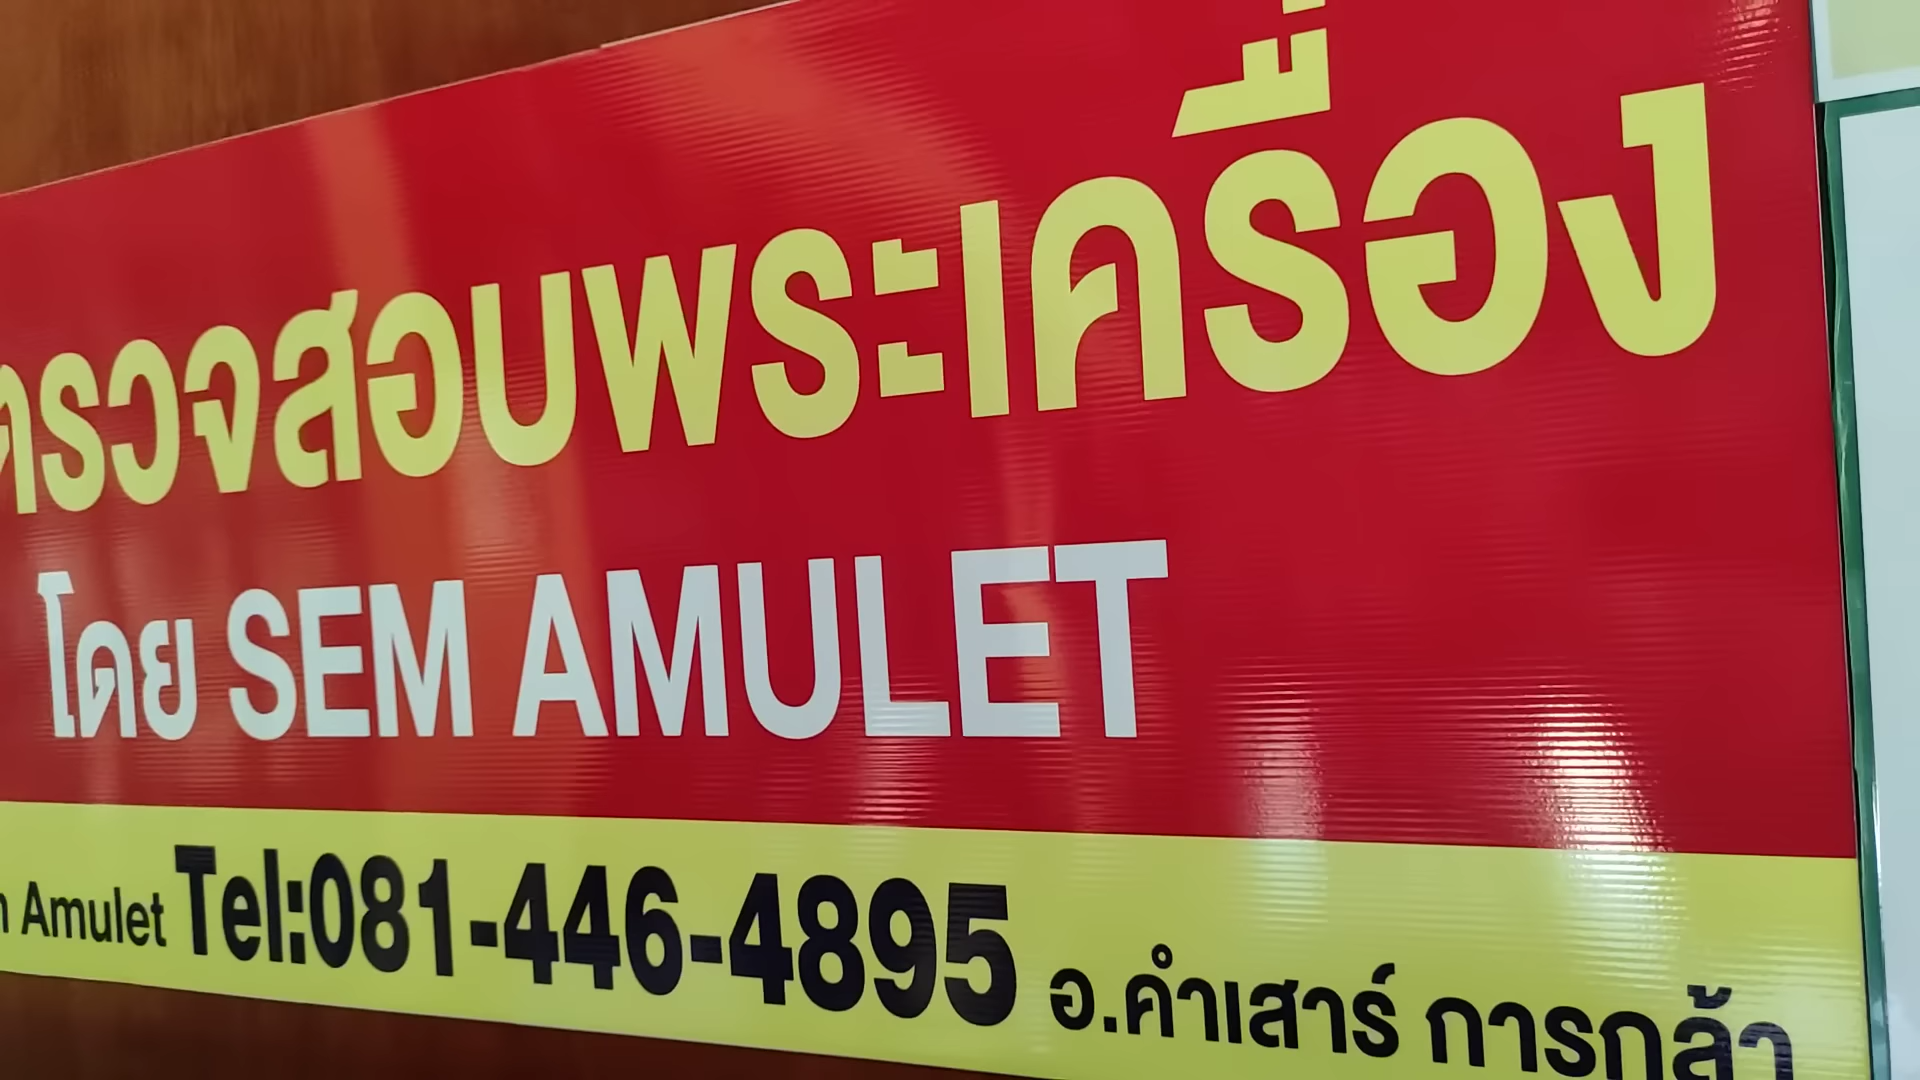 ตรวจสอบพระเครื่อง
โดย SEM AMULET
Amulet Tel:081-446-4895 อ.คำเสาร์ การกล้า